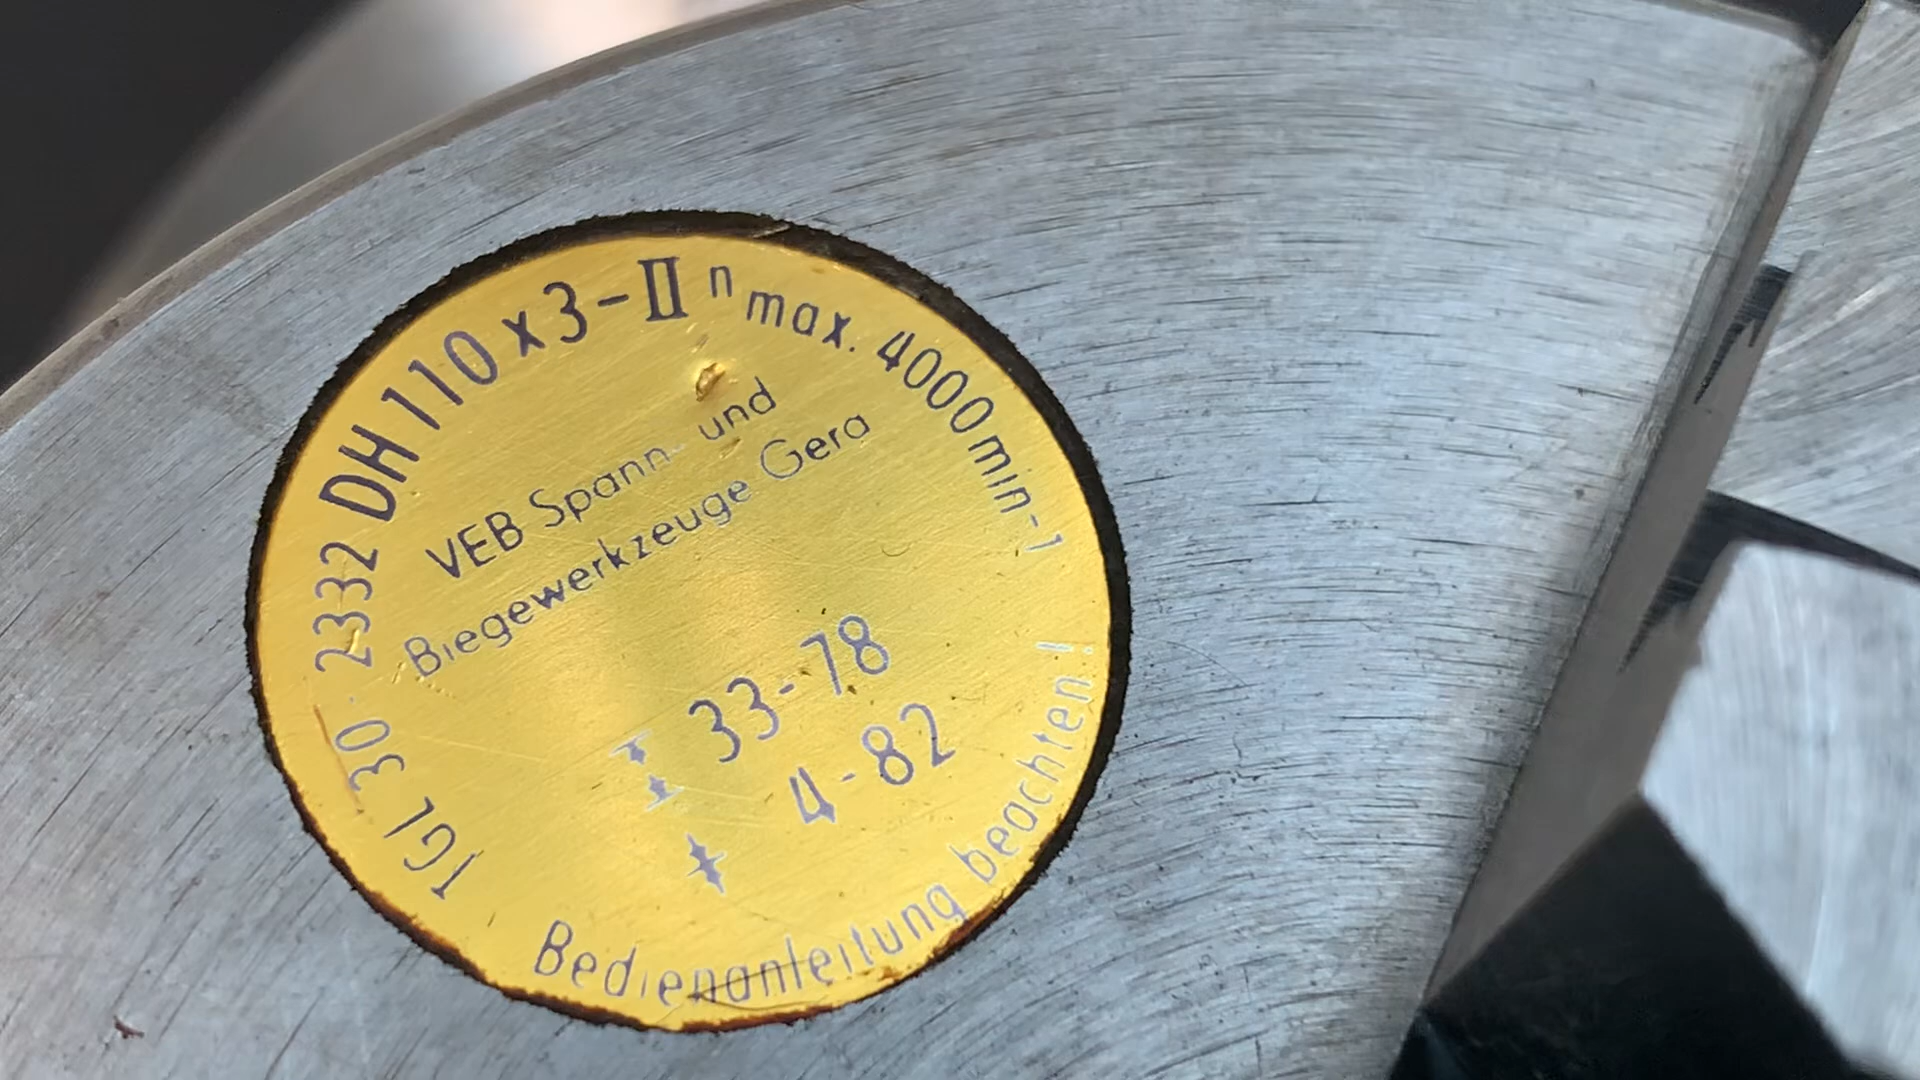 TGL 30-2332 DH 110 x 3-II n max. 4000 min-1
VEB Spann- und
Biegewerkzeuge Gera
33-78
4-82
Bedienanleitung beachten!